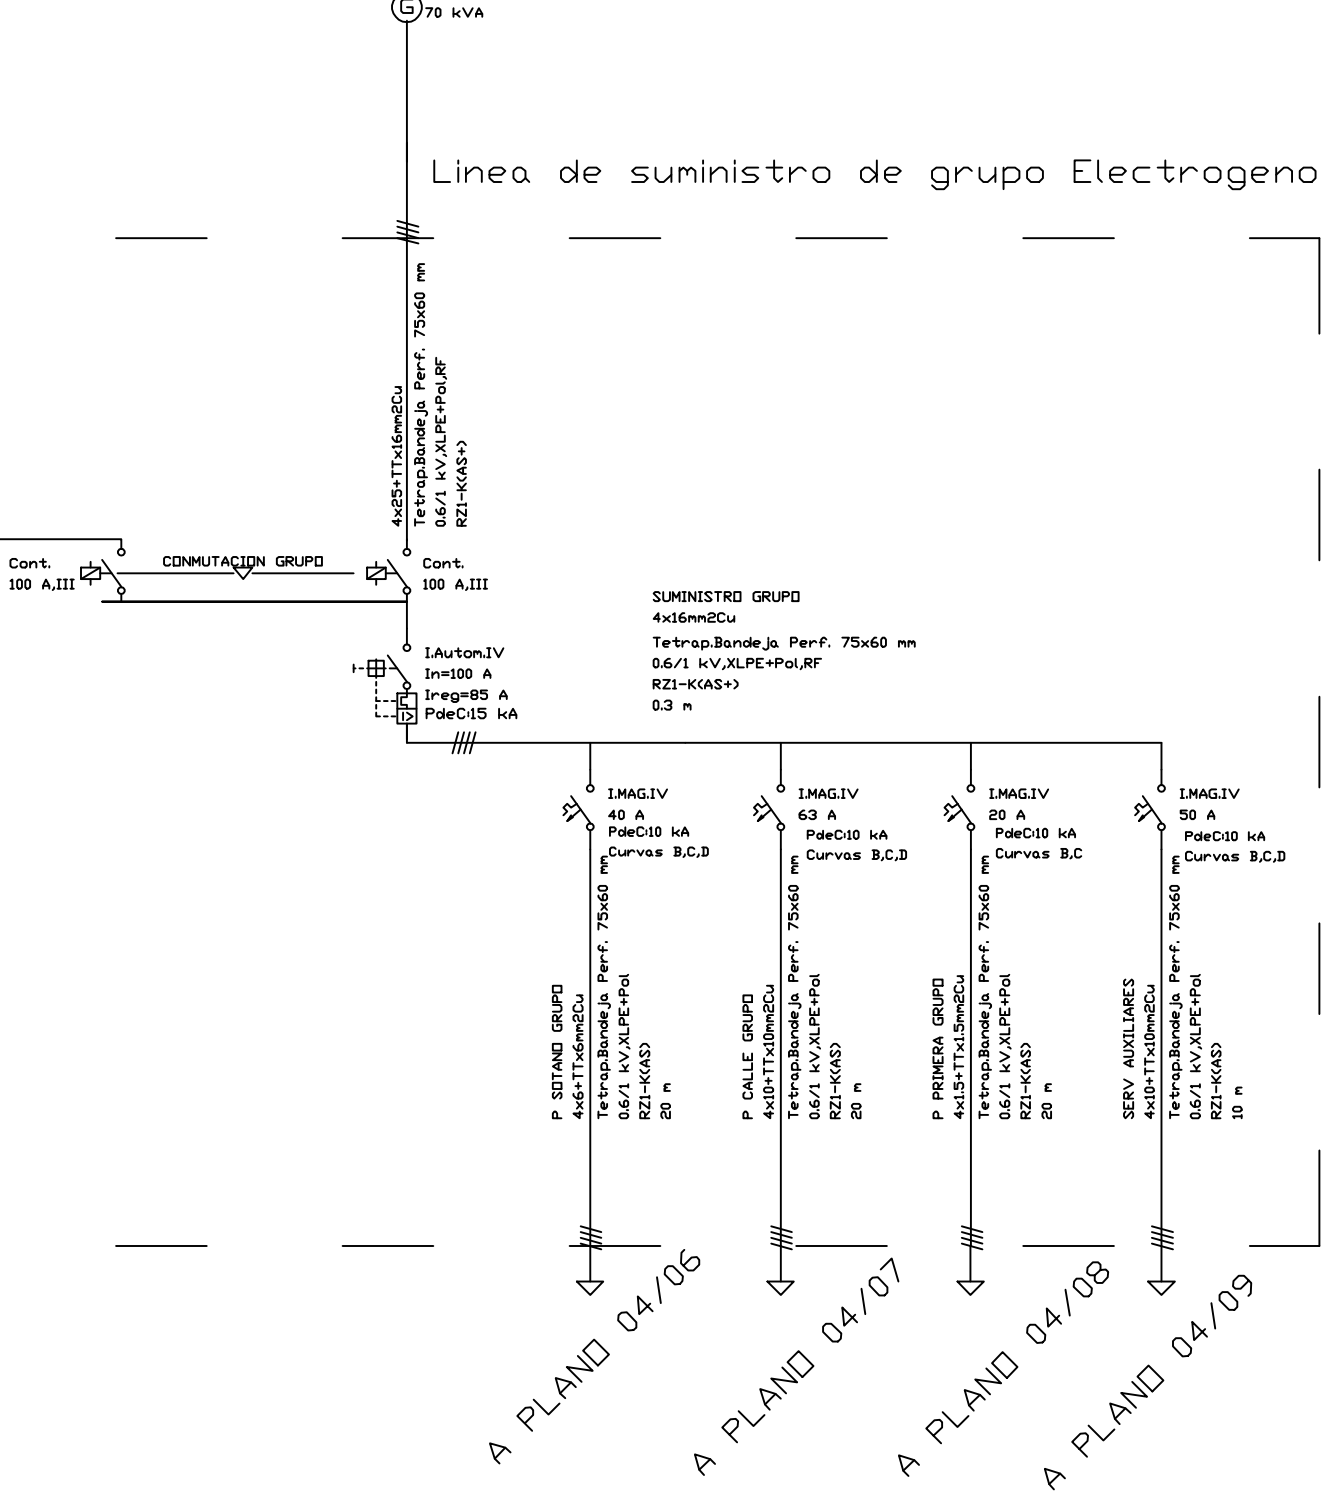 G
70 kVA
Linea de suministro de grupo Electrogeno
4x25+TTx16mm2Cu
Tetrap.Bandeja Perf. 75x60 mm
0.6/1 kV,XLPE+Pol,RF
RZ1-K(AS+)
Cont.
100 A,III
CONMUTACION GRUPO
Cont.
100 A,III
I.Autom.IV
In=100 A
Ireg=85 A
PdeC:15 kA
SUMINISTRO GRUPO
4x16mm2Cu
Tetrap.Bandeja Perf. 75x60 mm
0.6/1 kV,XLPE+Pol,RF
RZ1-K(AS+)
0.3 m
I.MAG.IV
40 A
PdeC:10 kA
Curvas B,C,D
I.MAG.IV
63 A
PdeC:10 kA
Curvas B,C,D
I.MAG.IV
20 A
PdeC:10 kA
Curvas B,C
I.MAG.IV
50 A
PdeC:10 kA
Curvas B,C,D
P SOTANO GRUPO
4x6+TTx6mm2Cu
Tetrap.Bandeja Perf. 75x60 mm
0.6/1 kV,XLPE+Pol
RZ1-K(AS)
20 m
P CALLE GRUPO
4x10+TTx10mm2Cu
Tetrap.Bandeja Perf. 75x60 mm
0.6/1 kV,XLPE+Pol
RZ1-K(AS)
20 m
P PRIMERA GRUPO
4x1.5+TTx1.5mm2Cu
Tetrap.Bandeja Perf. 75x60 mm
0.6/1 kV,XLPE+Pol
RZ1-K(AS)
20 m
SERV AUXILIARES
4x10+TTx10mm2Cu
Tetrap.Bandeja Perf. 75x60 mm
0.6/1 kV,XLPE+Pol
RZ1-K(AS)
10 m
A PLANO 04/06
A PLANO 04/07
A PLANO 04/08
A PLANO 04/09